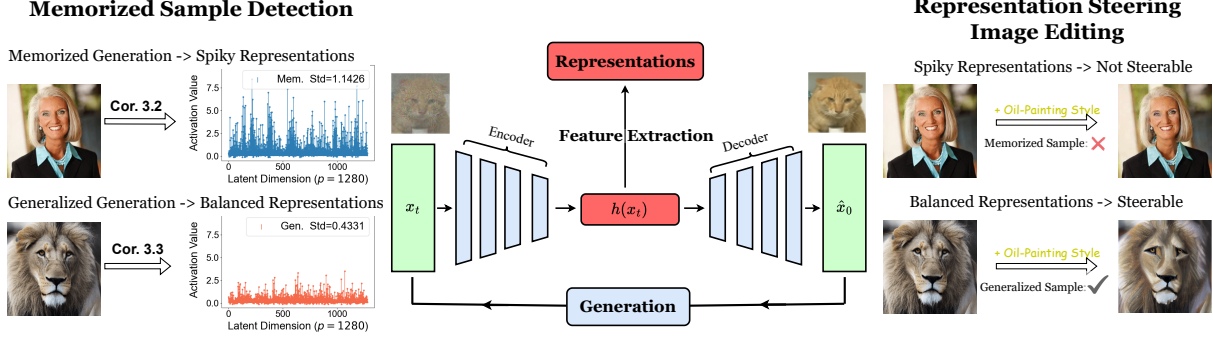 Memorized Sample Detection
Memorized Generation -> Spiky Representations
Cor. 3.2
Activation Value
7.5
5.0
2.5
0.0
Mem. Std=1.1426
0
500
1000
Latent Dimension (p = 1280)
Generalized Generation -> Balanced Representations
Cor. 3.3
Activation Value
7.5
5.0
2.5
0.0
Gen. Std=0.4331
0
500
1000
Latent Dimension (p = 1280)
Representations
Feature Extraction
Encoder
Decoder
x_t
h(x_t)
x̂_0
Generation
Representation Steering
Image Editing
Spiky Representations -> Not Steerable
+ Oil-Painting Style
Memorized Sample:
Balanced Representations -> Steerable
+ Oil-Painting Style
Generalized Sample: